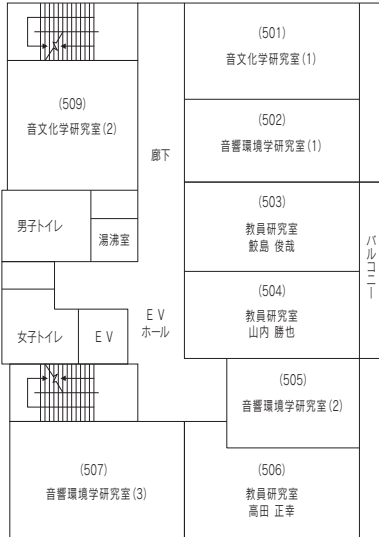 (501)
音文化学研究室(1)
(509)
音文化学研究室(2)
(502)
音響環境学研究室(1)
廊下
(503)
教員研究室
鮫島 俊哉
男子トイレ
湯沸室
バルコニー
(504)
教員研究室
山内 勝也
ＥＶ
ホール
女子トイレ
ＥＶ
(505)
音響環境学研究室(2)
(507)
音響環境学研究室(3)
(506)
教員研究室
高田 正幸